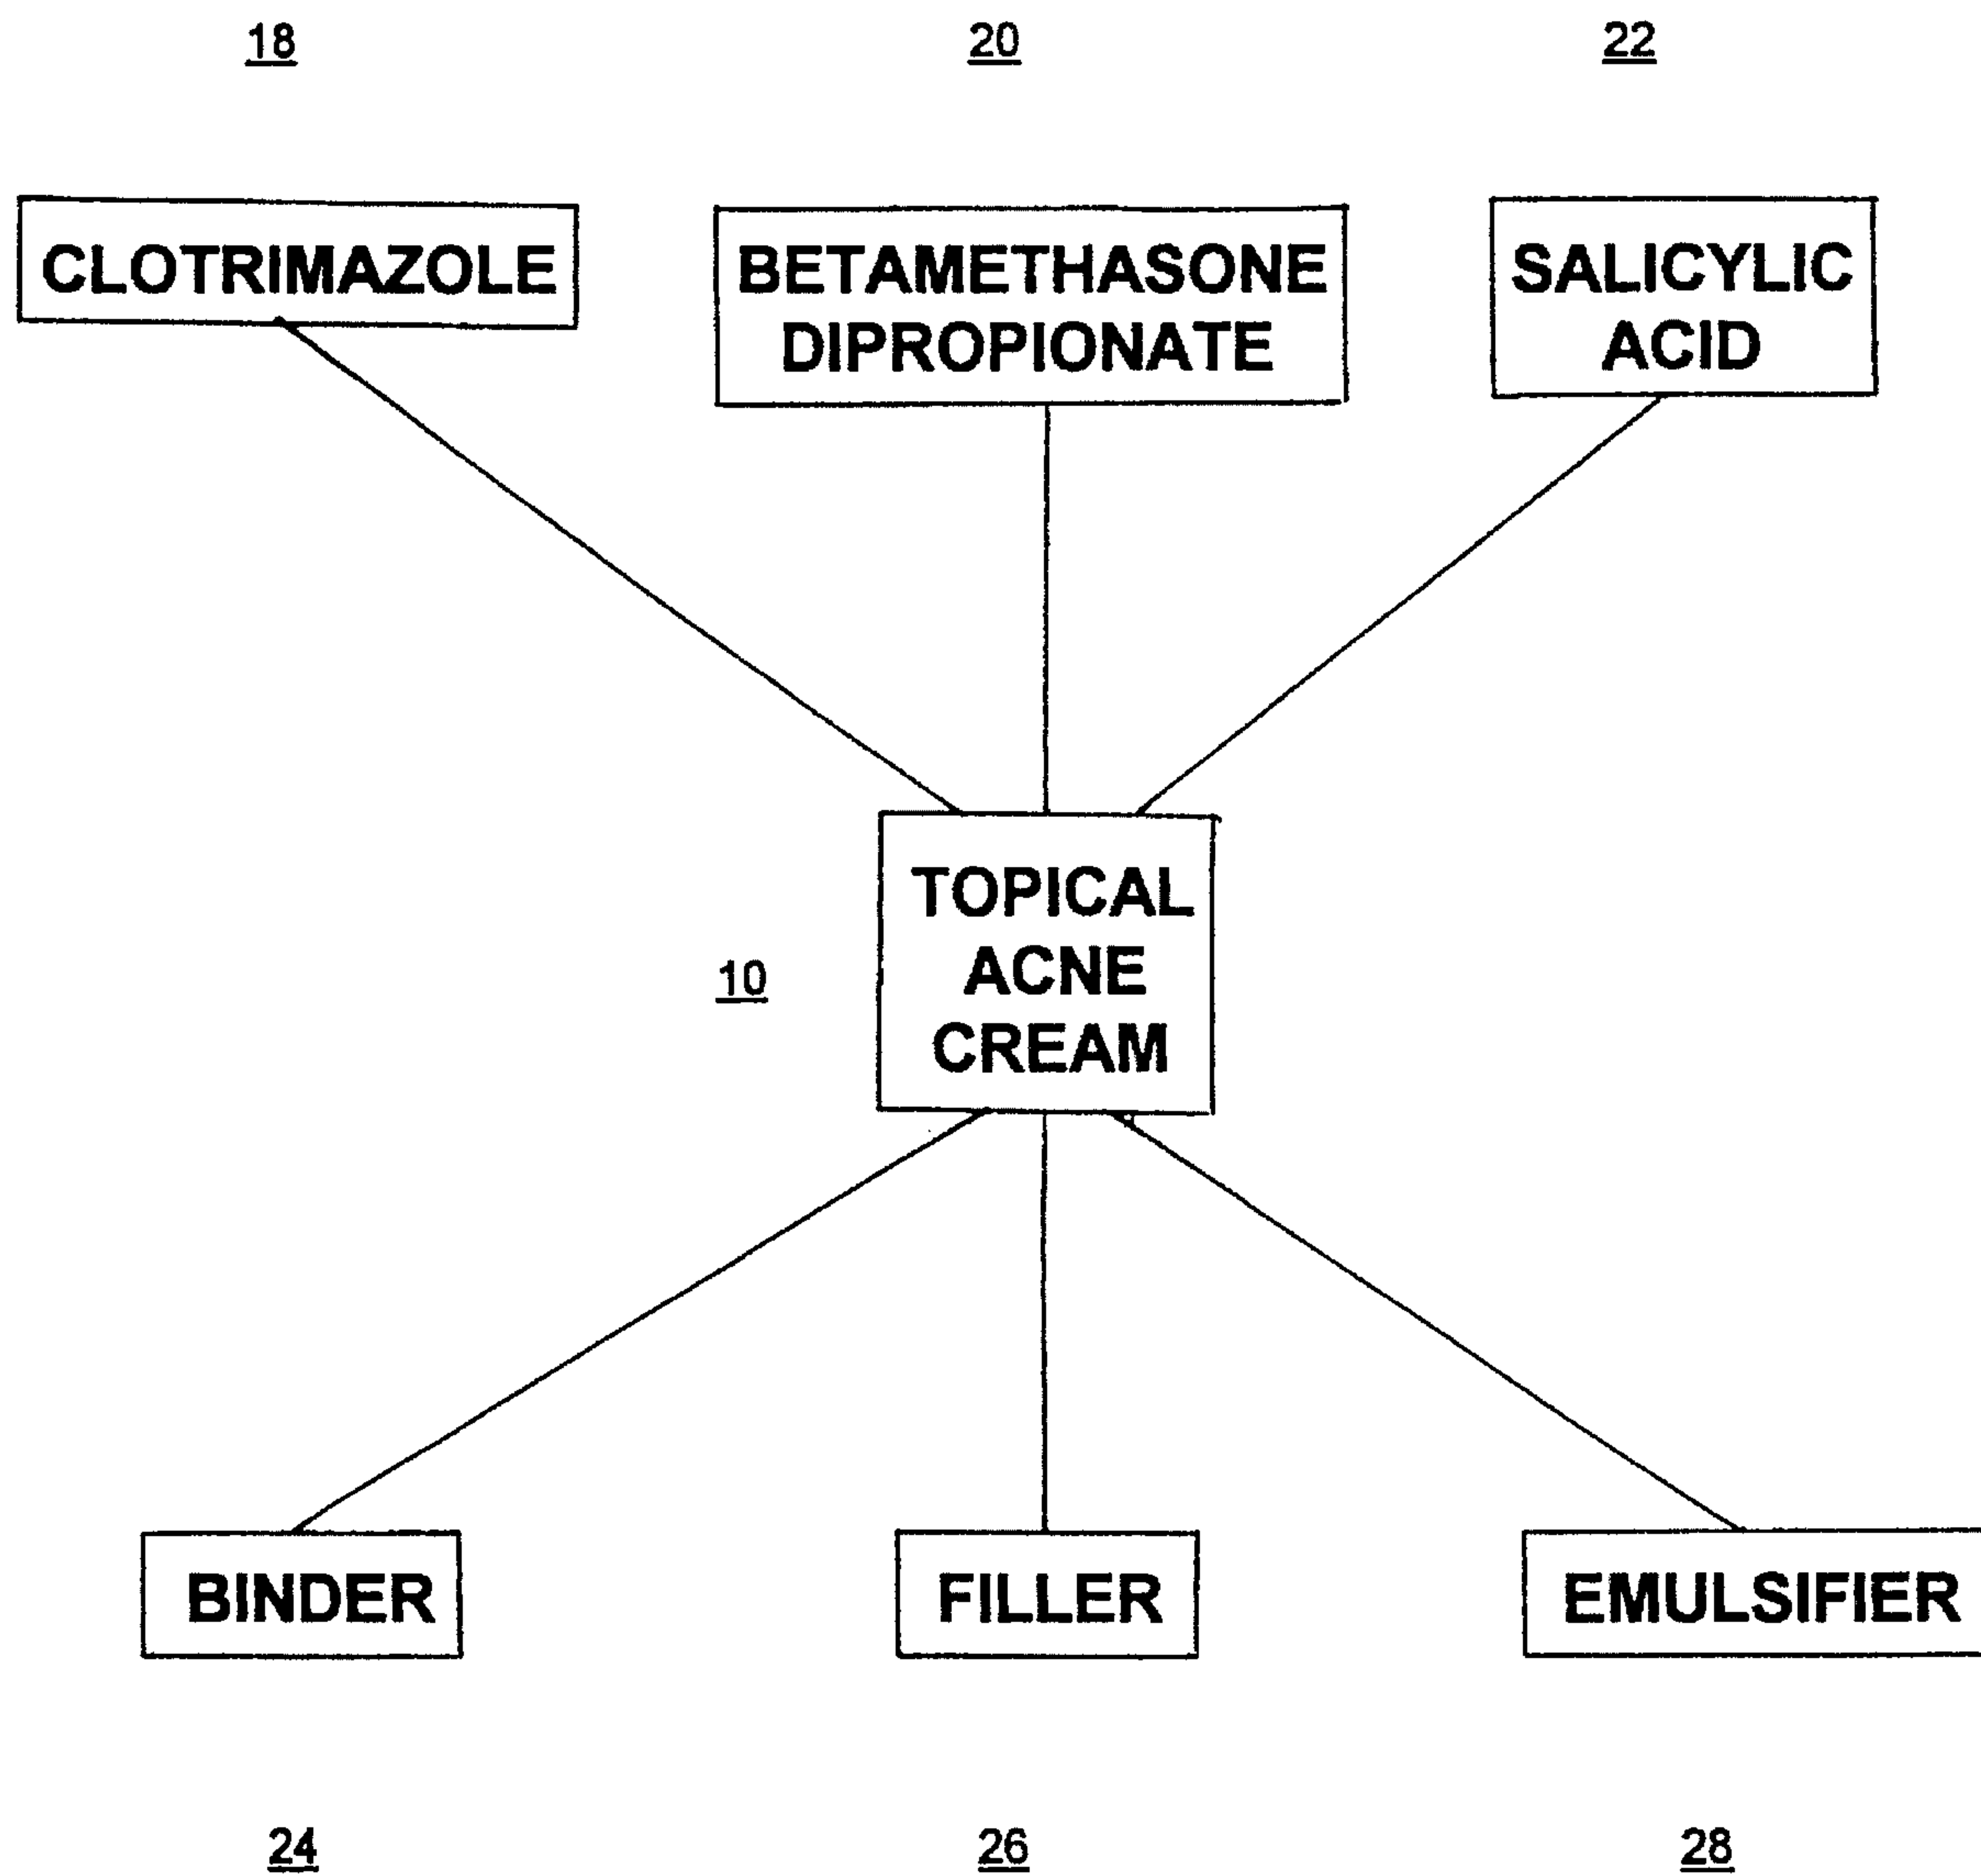 18
20
22
CLOTRIMAZOLE
BETAMETHASONE
DIPROPIONATE
SALICYLIC
ACID
10
TOPICAL
ACNE
CREAM
BINDER
FILLER
EMULSIFIER
24
26
28